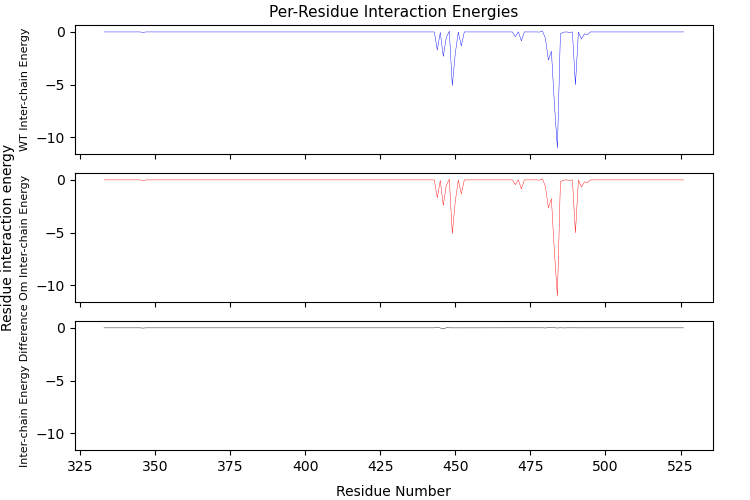 Per-Residue Interaction Energies
Residue interaction energy
WT Inter-chain Energy
0
−5
−10
Om Inter-chain Energy
0
−5
−10
Inter-chain Energy Difference
0
−5
−10
325 350 375 400 425 450 475 500 525
Residue Number